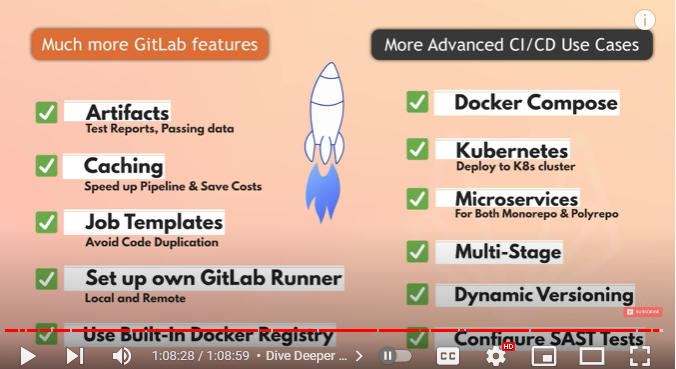 Much more GitLab features
Artifacts
Test Reports, Passing data
Caching
Speed up Pipeline & Save Costs
Job Templates
Avoid Code Duplication
Set up own GitLab Runner
Local and Remote
Use Built-In Docker Registry
More Advanced CI/CD Use Cases
Docker Compose
Kubernetes
Deploy to K8s cluster
Microservices
For Both Monorepo & Polyrepo
Multi-Stage
Dynamic Versioning
Configure SAST Tests
SUBSCRIBE
1:08:28 / 1:08:59 • Dive Deeper ...
CC
HD